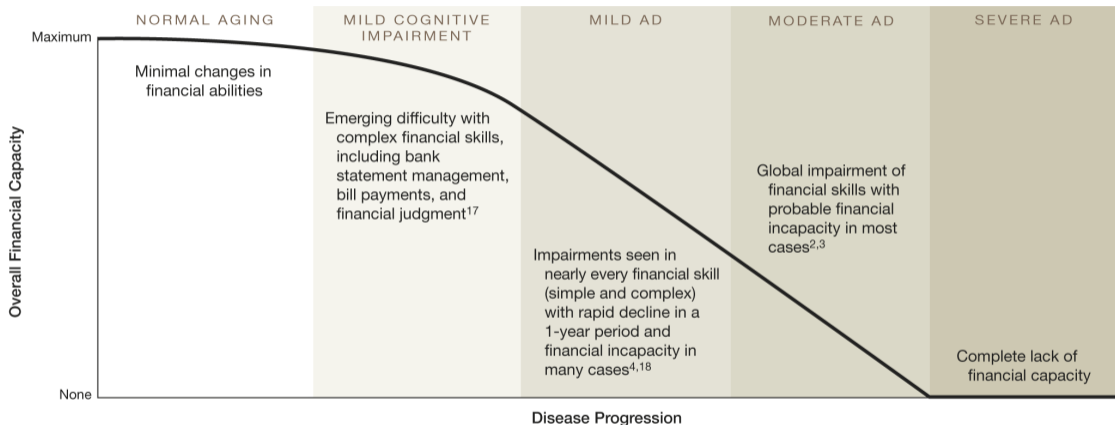 NORMAL AGING
MILD COGNITIVE
IMPAIRMENT
MILD AD
MODERATE AD
SEVERE AD
Maximum
Minimal changes in
financial abilities
Emerging difficulty with
complex financial skills,
including bank
statement management,
bill payments, and
financial judgment17
Impairments seen in
nearly every financial skill
(simple and complex)
with rapid decline in a
1-year period and
financial incapacity in
many cases4,18
Global impairment of
financial skills with
probable financial
incapacity in most
cases2,3
Complete lack of
financial capacity
Overall Financial Capacity
None
Disease Progression